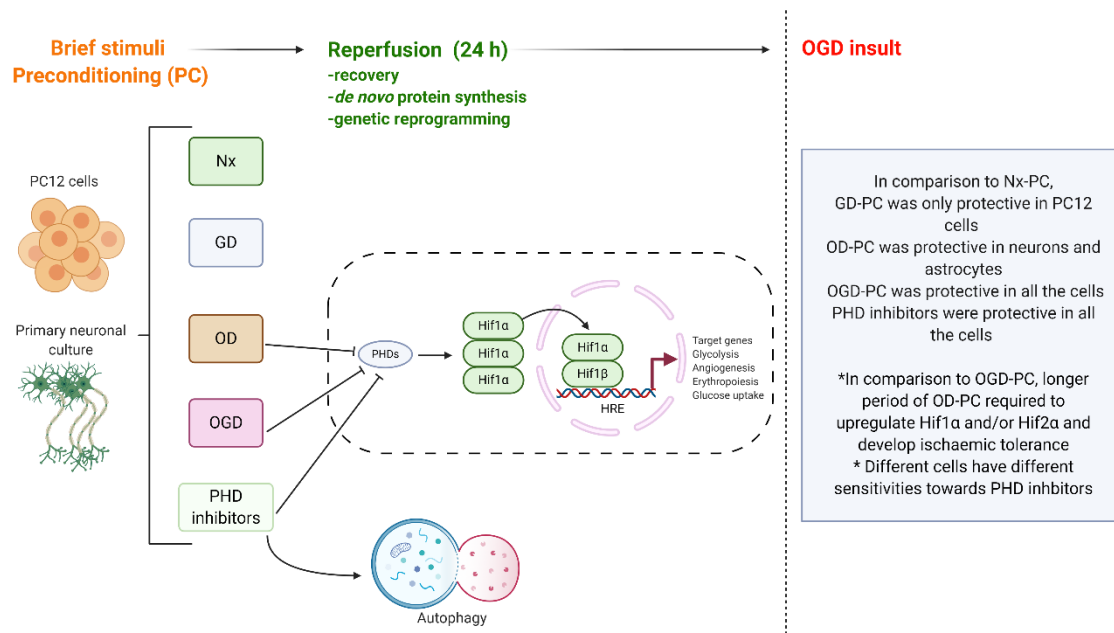 Brief stimuli
Preconditioning (PC)
Reperfusion (24 h)
-recovery
-de novo protein synthesis
-genetic reprogramming
OGD insult
PC12 cells
Primary neuronal
culture
Nx
GD
OD
OGD
PHD
inhibitors
PHDs
Hif1α
Hif1α
Hif1α
Hif1α
Hif1β
HRE
Target genes
Glycolysis
Angiogenesis
Erythropoiesis
Glucose uptake
Autophagy
In comparison to Nx-PC,
GD-PC was only protective in PC12
cells
OD-PC was protective in neurons and
astrocytes
OGD-PC was protective in all the cells
PHD inhibitors were protective in all
the cells
*In comparison to OGD-PC, longer
period of OD-PC required to
upregulate Hif1α and/or Hif2α and
develop ischaemic tolerance
* Different cells have different
sensitivities towards PHD inhbitors